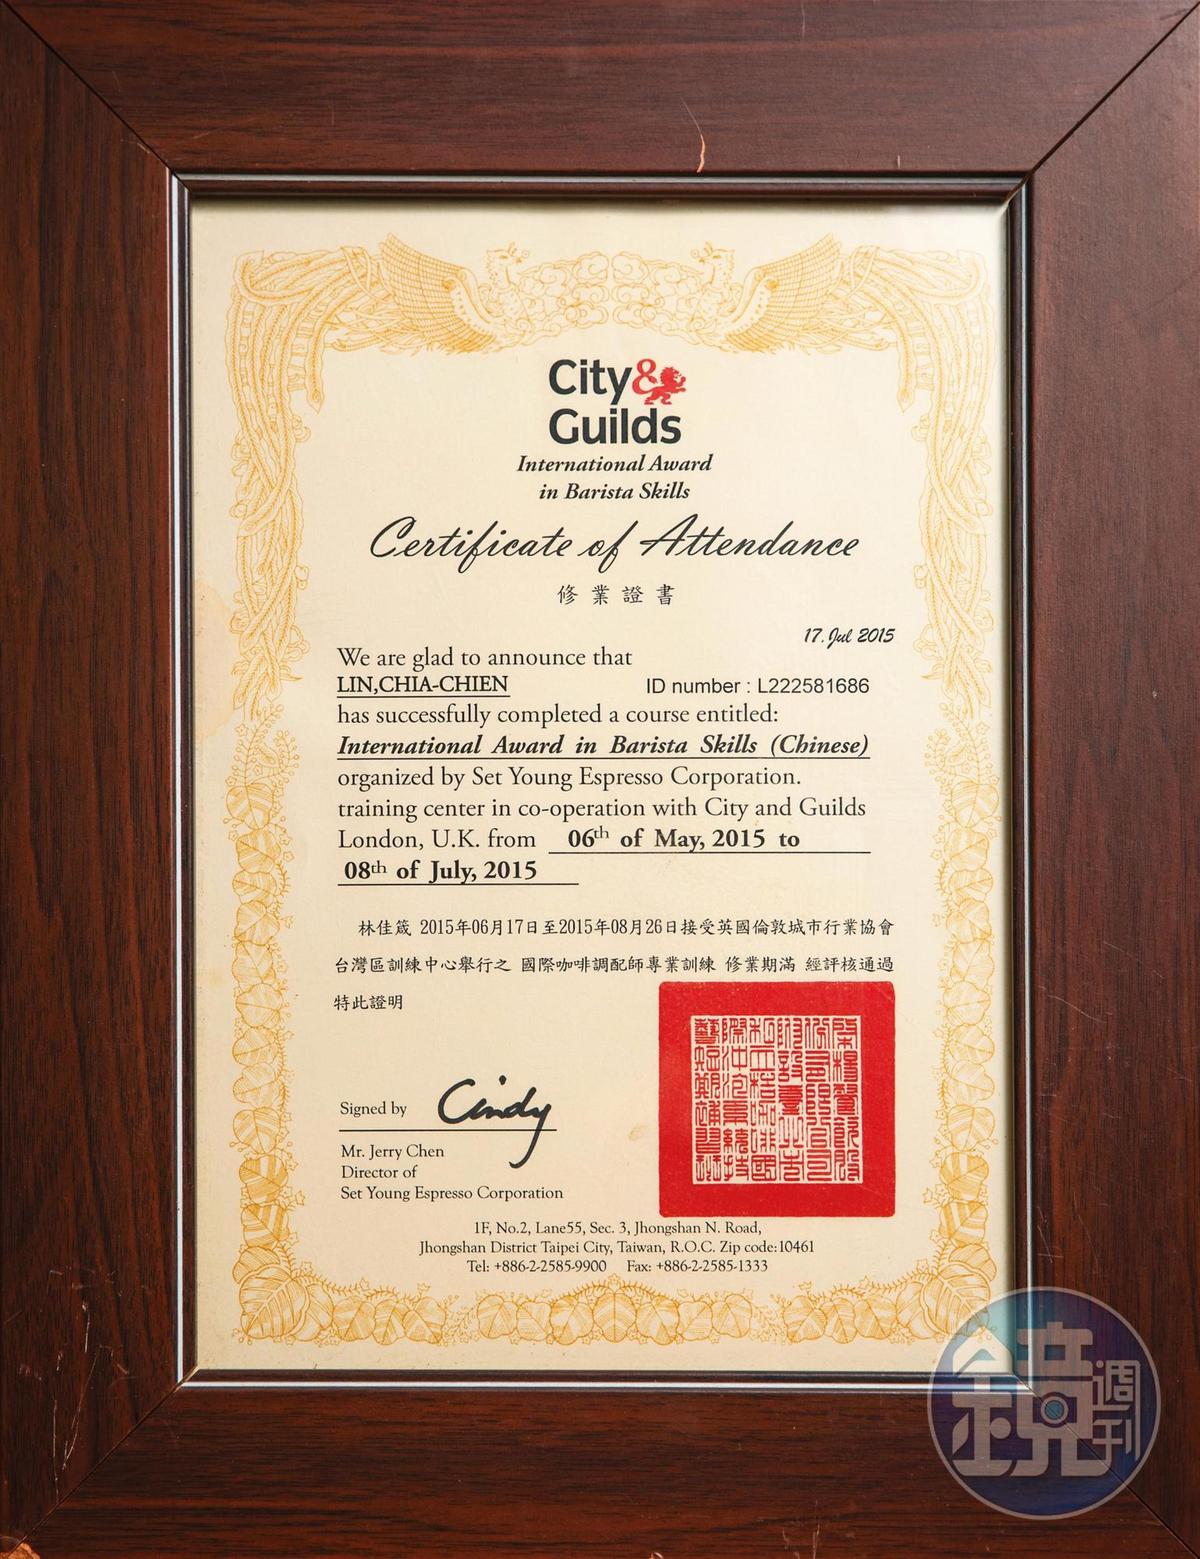 City&
Guilds
International Award
in Barista Skills
Certificate of Attendance
修業證書
17. Jul 2015
We are glad to announce that
LIN,CHIA-CHIEN ID number : L222581686
has successfully completed a course entitled:
International Award in Barista Skills (Chinese)
organized by Set Young Espresso Corporation.
training center in co-operation with City and Guilds
London, U.K. from 06th of May, 2015 to
08th of July, 2015
林佳箴 2015年06月17日至2015年08月26日接受英國倫敦城市行業協會
台灣區訓練中心舉行之 國際咖啡調配師專業訓練 修業期滿 經評核通過
特此證明
Signed by Cindy
Mr. Jerry Chen
Director of
Set Young Espresso Corporation
1F, No.2, Lane55, Sec. 3, Jhongshan N. Road,
Jhongshan District Taipei City, Taiwan, R.O.C. Zip code:10461
Tel: +886-2-2585-9900 Fax: +886-2-2585-1333
鏡週刊